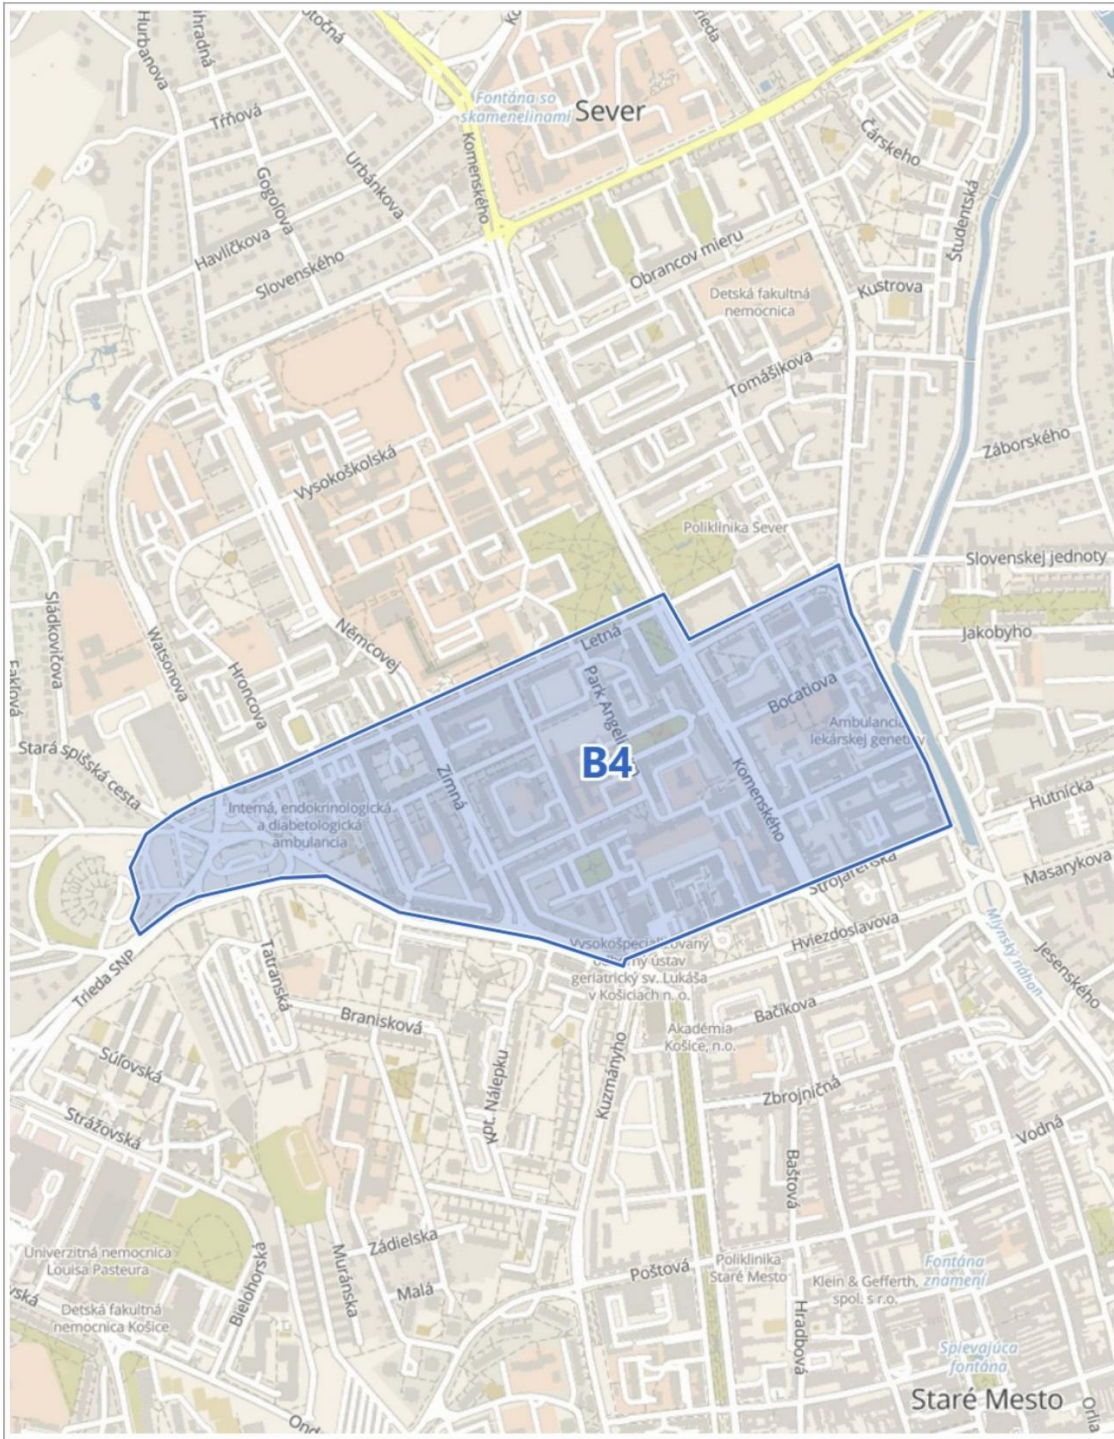 Hurbanova
Komenského
Fontána so
skamenelinami
Sever
Tŕňová
Čárskeho
Urbánkova
Gogoľova
Študentská
Havlíčkova
Slovenského
Obrancov mieru
Detská fakultná
nemocnica
Kustrova
Tomášikova
Záborského
Vysokoškolská
Poliklinika Sever
Slovenskej jednoty
Sládkovičova
Watsonova
Němcovej
Letná
Jakobyho
Hroncova
Park Angeli
Bocatiova
Ambulancia
lekárskej genetiky
Stará spišská cesta
B4
Zimná
Komenského
Hutnícka
Interná, endokrinologická
a diabetologická
ambulancia
Masarykova
Strojárenská
Hviezdoslavova
Mlynský náhon
Vysokošpecializovaný
odborný ústav
geriatrický sv. Lukáša
v Košiciach n. o.
Trieda SNP
Tatranská
Jesenského
Bačíkova
Branisková
Akadémia
Košice, n.o.
Kuzmányho
Súľovská
Kpt. Nálepku
Zbrojničná
Strážovská
Vodná
Baštová
Zádielska
Univerzitná nemocnica
Louisa Pasteura
Bielohorská
Muránska
Malá
Poštová
Poliklinika
Staré Mesto
Fontána
znamení
Klein & Gefferth,
spol. s r.o.
Detská fakultná
nemocnica Košice
Hradbová
Spievajúca
fontána
Staré Mesto
Ond